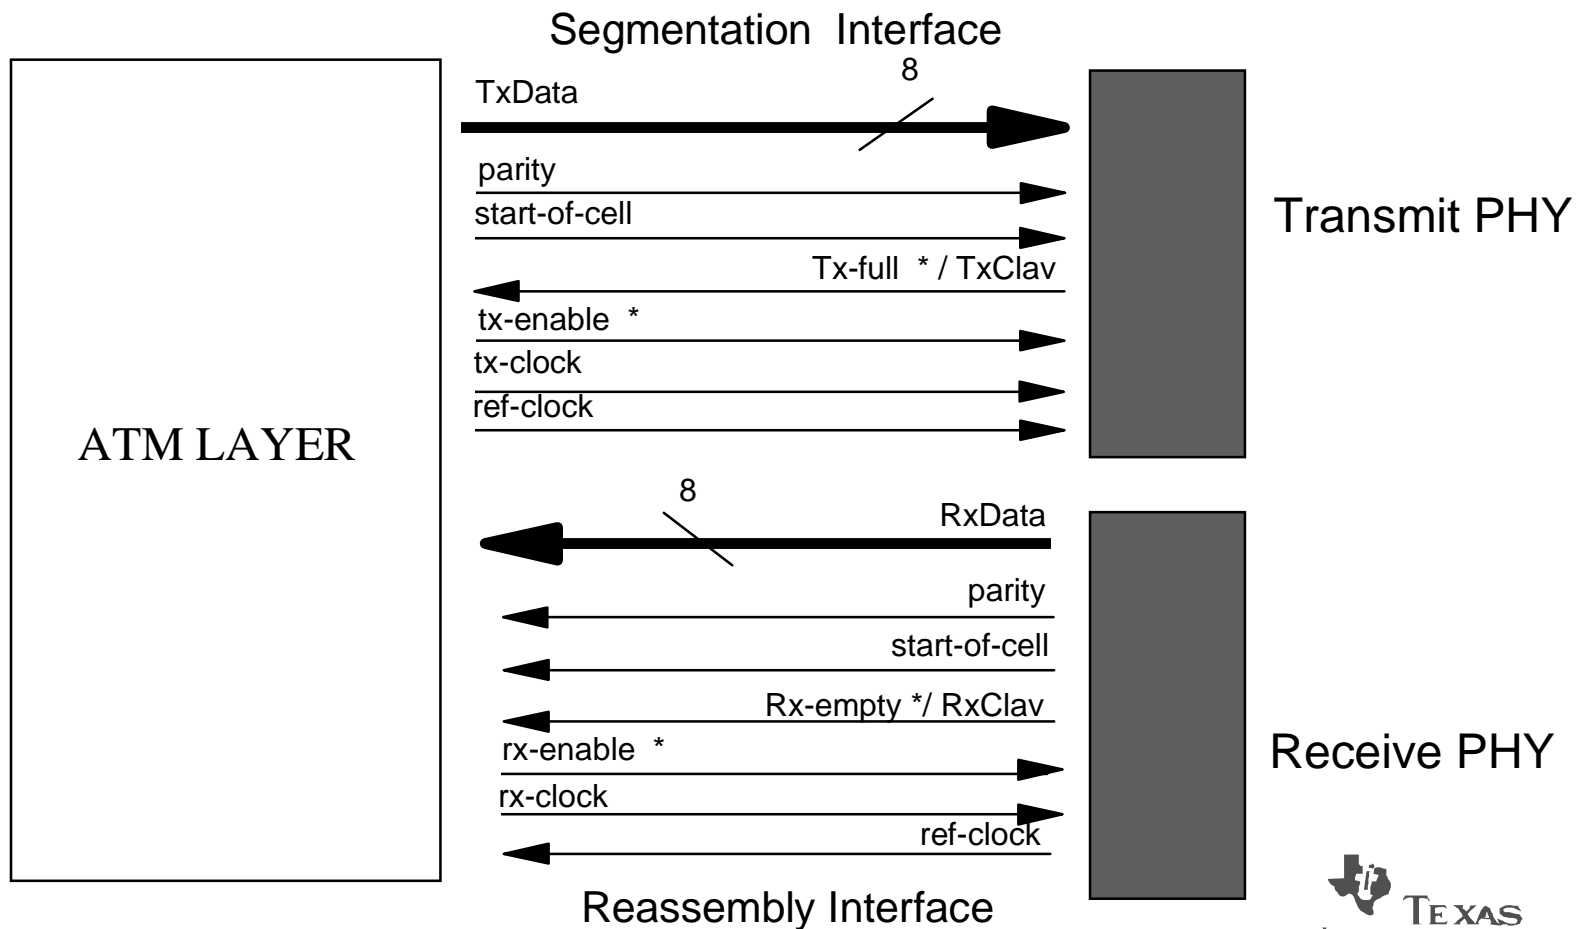 Segmentation Interface
8
TxData
parity
start-of-cell
Tx-full * / TxClav
tx-enable *
tx-clock
ref-clock
Transmit PHY
ATM LAYER
8
RxData
parity
start-of-cell
Rx-empty */ RxClav
rx-enable *
rx-clock
ref-clock
Receive PHY
Reassembly Interface
TEXAS